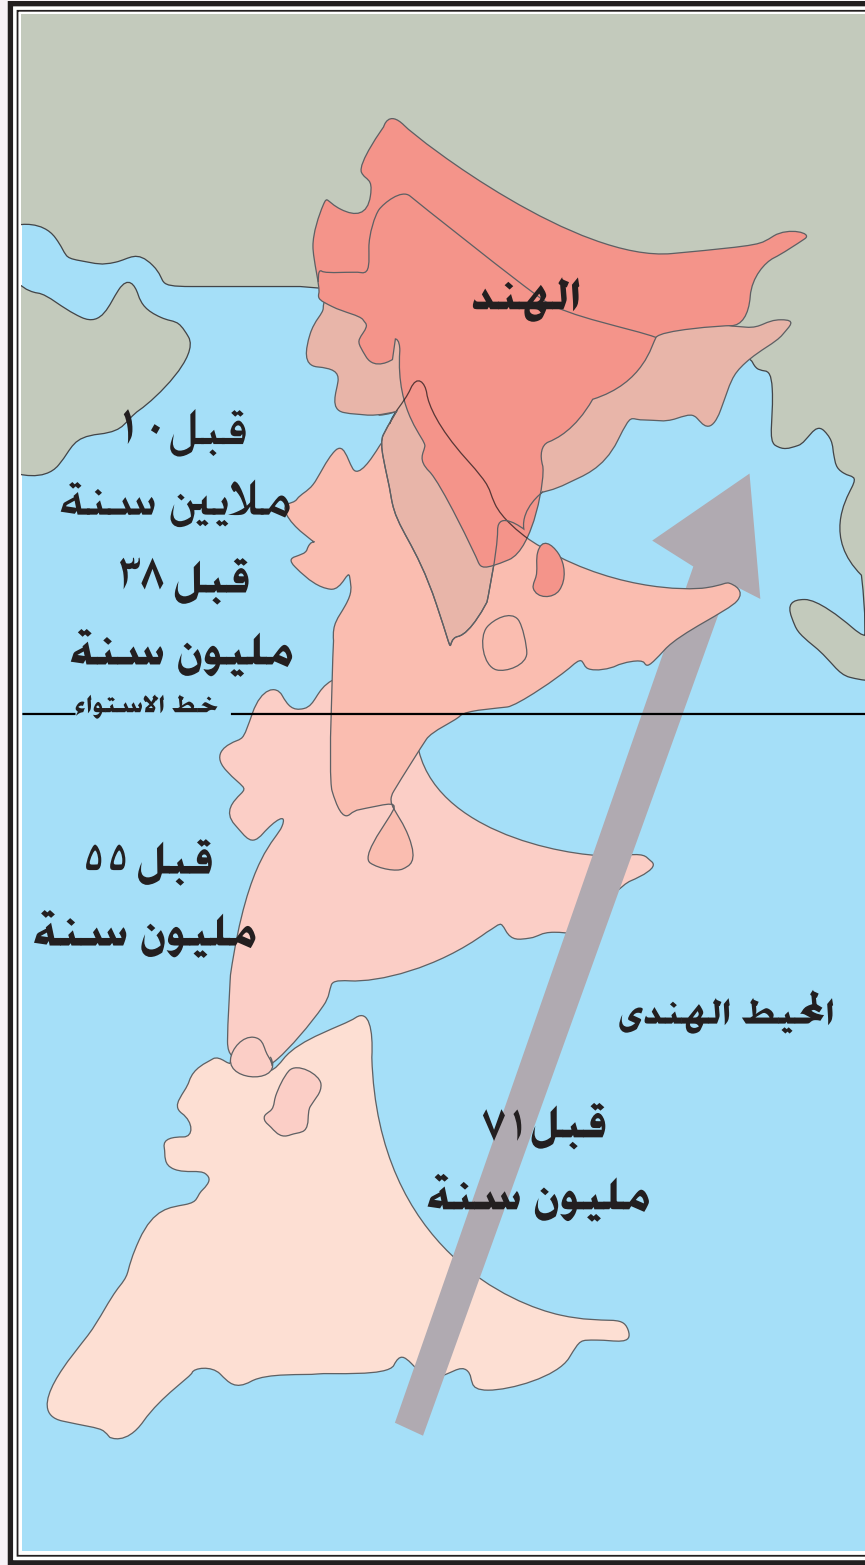 الهند
قبل ١٠
ملايين سنة
قبل ٣٨
مليون سنة
خط الاستواء
قبل ٥٥
مليون سنة
المحيط الهندى
قبل ٧١
مليون سنة